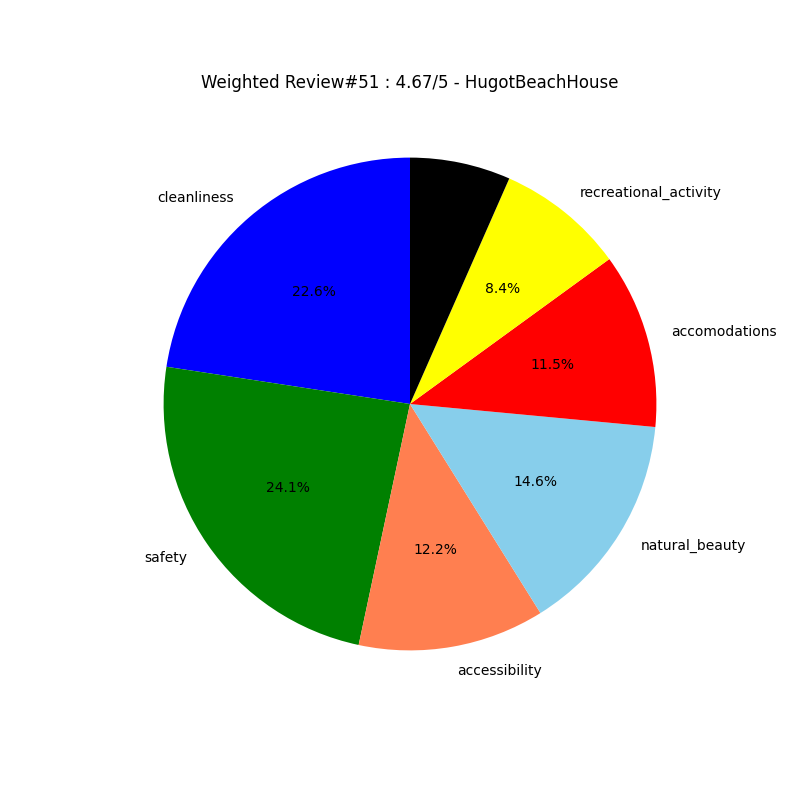 Weighted Review#51 : 4.67/5 - HugotBeachHouse
cleanliness
recreational_activity
22.6%
8.4%
accomodations
11.5%
24.1%
14.6%
natural_beauty
safety
12.2%
accessibility